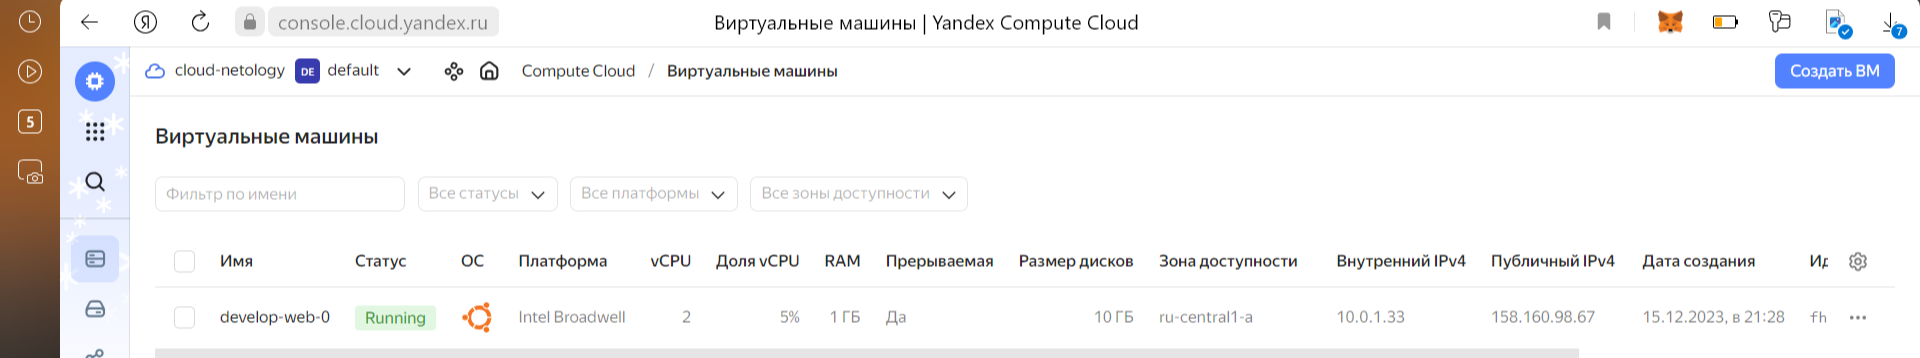 console.cloud.yandex.ru
Виртуальные машины | Yandex Compute Cloud
7
cloud-netology DE default Compute Cloud / Виртуальные машины Создать ВМ
5
Виртуальные машины
Фильтр по имени Все статусы Все платформы Все зоны доступности
Имя Статус ОС Платформа vCPU Доля vCPU RAM Прерываемая Размер дисков Зона доступности Внутренний IPv4 Публичный IPv4 Дата создания Ид
develop-web-0 Running Intel Broadwell 2 5% 1 ГБ Да 10 ГБ ru-central1-a 10.0.1.33 158.160.98.67 15.12.2023, в 21:28 fh